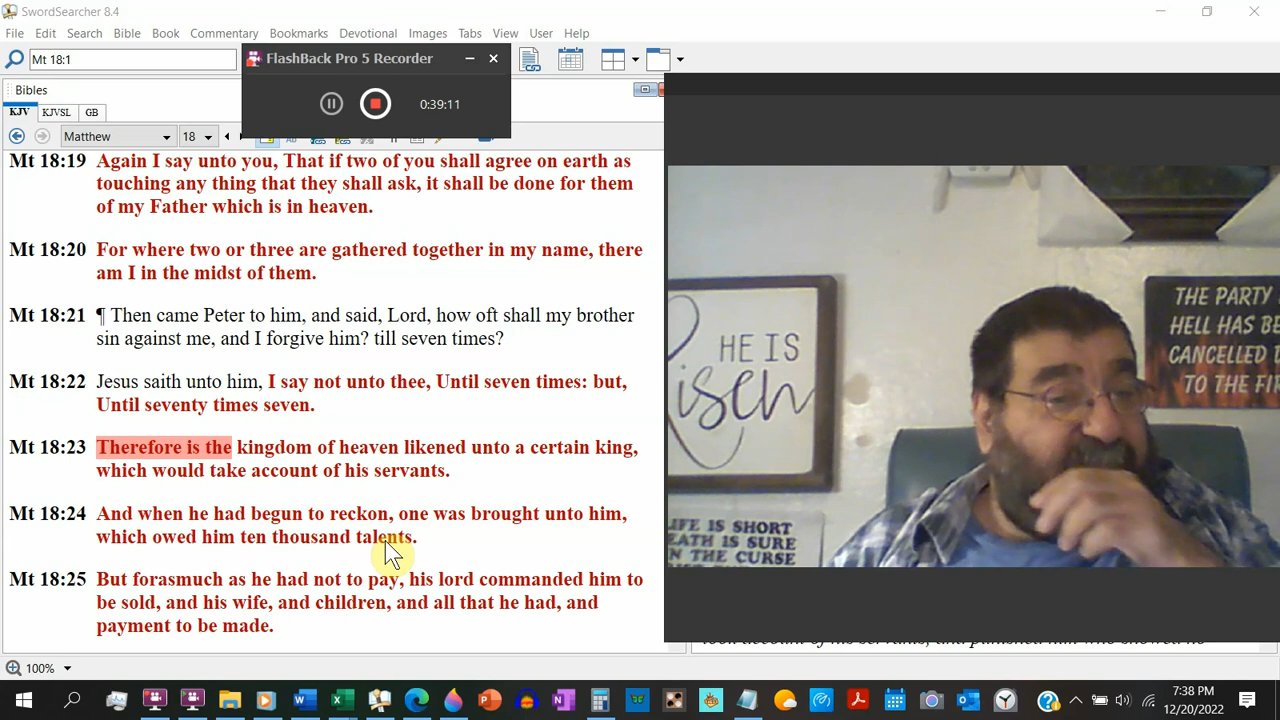 SwordSearcher 8.4
File Edit Search Bible Book Commentary Bookmarks Devotional Images Tabs View User Help
Mt 18:1
FlashBack Pro 5 Recorder
0:39:11
Bibles
KJV KJVSL GB
Matthew 18
Mt 18:19 Again I say unto you, That if two of you shall agree on earth as
touching any thing that they shall ask, it shall be done for them
of my Father which is in heaven.
Mt 18:20 For where two or three are gathered together in my name, there
am I in the midst of them.
Mt 18:21 ¶ Then came Peter to him, and said, Lord, how oft shall my brother
sin against me, and I forgive him? till seven times?
Mt 18:22 Jesus saith unto him, I say not unto thee, Until seven times: but,
Until seventy times seven.
Mt 18:23 Therefore is the kingdom of heaven likened unto a certain king,
which would take account of his servants.
Mt 18:24 And when he had begun to reckon, one was brought unto him,
which owed him ten thousand talents.
Mt 18:25 But forasmuch as he had not to pay, his lord commanded him to
be sold, and his wife, and children, and all that he had, and
payment to be made.
HE IS
Risen
THE PARTY
HELL HAS BE
CANCELLED
TO THE FI
IFE IS SHORT
EATH IS SURE
N THE CURSE
100%
7:38 PM
12/20/2022